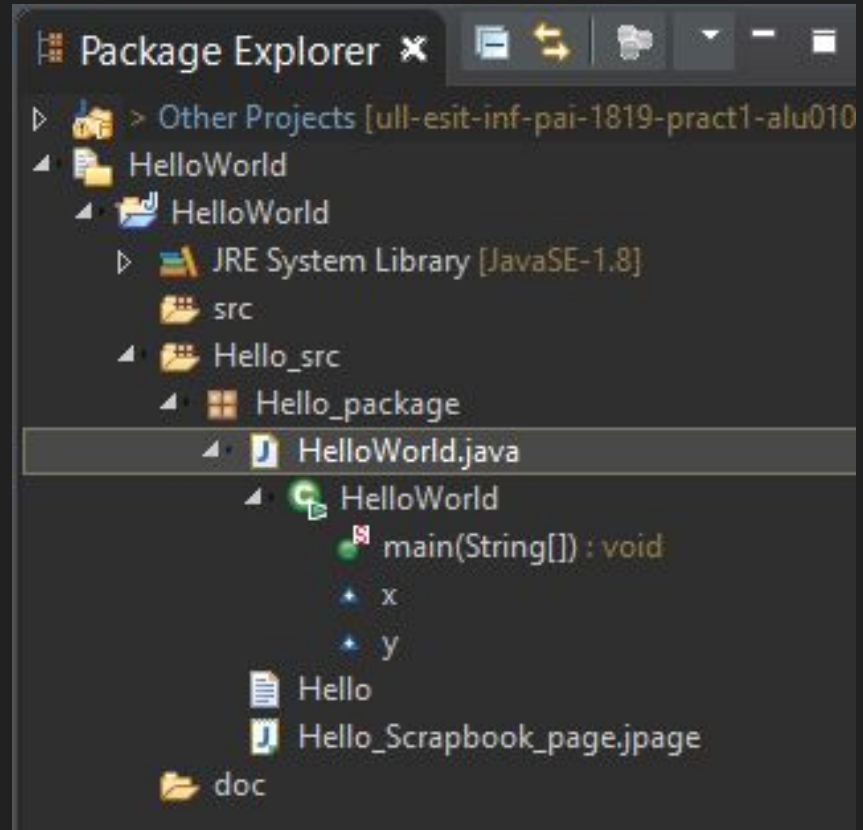 Package Explorer
> Other Projects [ull-esit-inf-pai-1819-pract1-alu010
HelloWorld
HelloWorld
JRE System Library [JavaSE-1.8]
src
Hello_src
Hello_package
HelloWorld.java
HelloWorld
main(String[]) : void
x
y
Hello
Hello_Scrapbook_page.jpage
doc